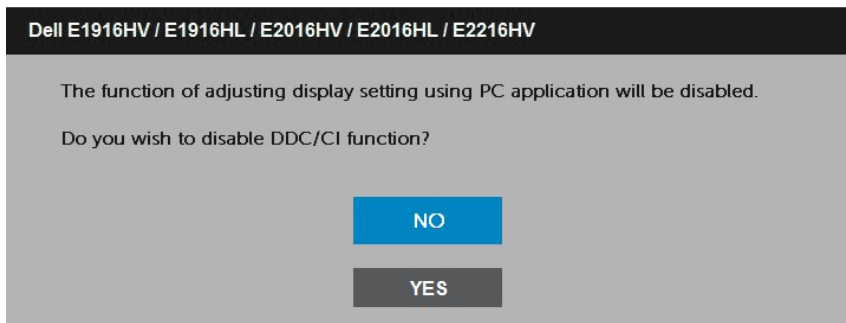 Dell E1916HV / E1916HL / E2016HV / E2016HL / E2216HV
The function of adjusting display setting using PC application will be disabled.
Do you wish to disable DDC/CI function?
NO
YES